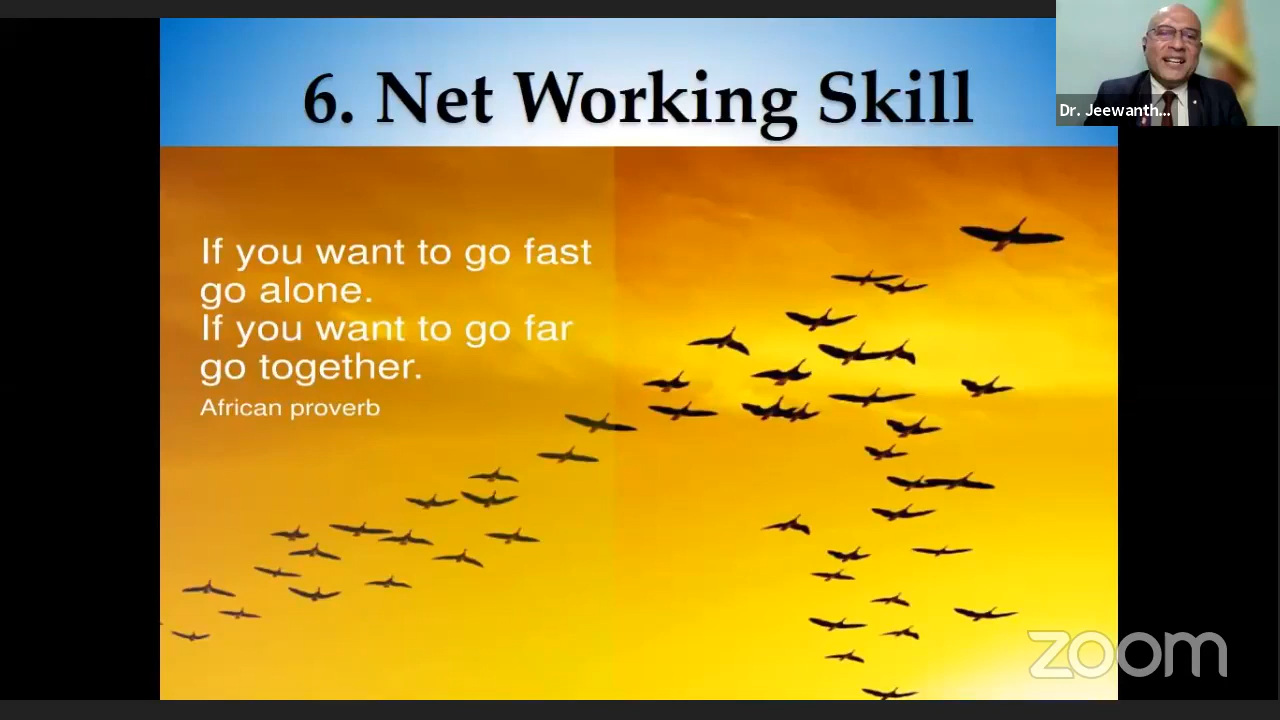 6. Net Working Skill
Dr. Jeewanth...
If you want to go fast
go alone.
If you want to go far
go together.
African proverb
zoom